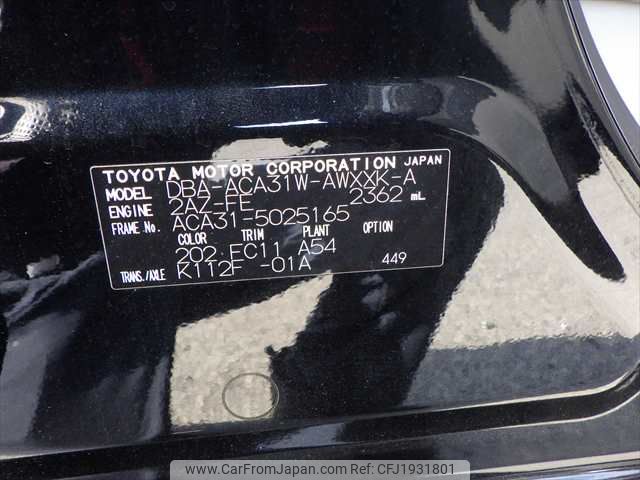 TOYOTA MOTOR CORPORATION JAPAN
MODEL DBA-ACA31W-AWXXK-A
ENGINE 2AZ-FE 2362 mL
FRAME No. ACA31-5025165
COLOR TRIM PLANT OPTION
202 FC11 A54
TRANS./AXLE K112F -01A 449
www.CarFromJapan.com | Ref. No: CFJ1931801